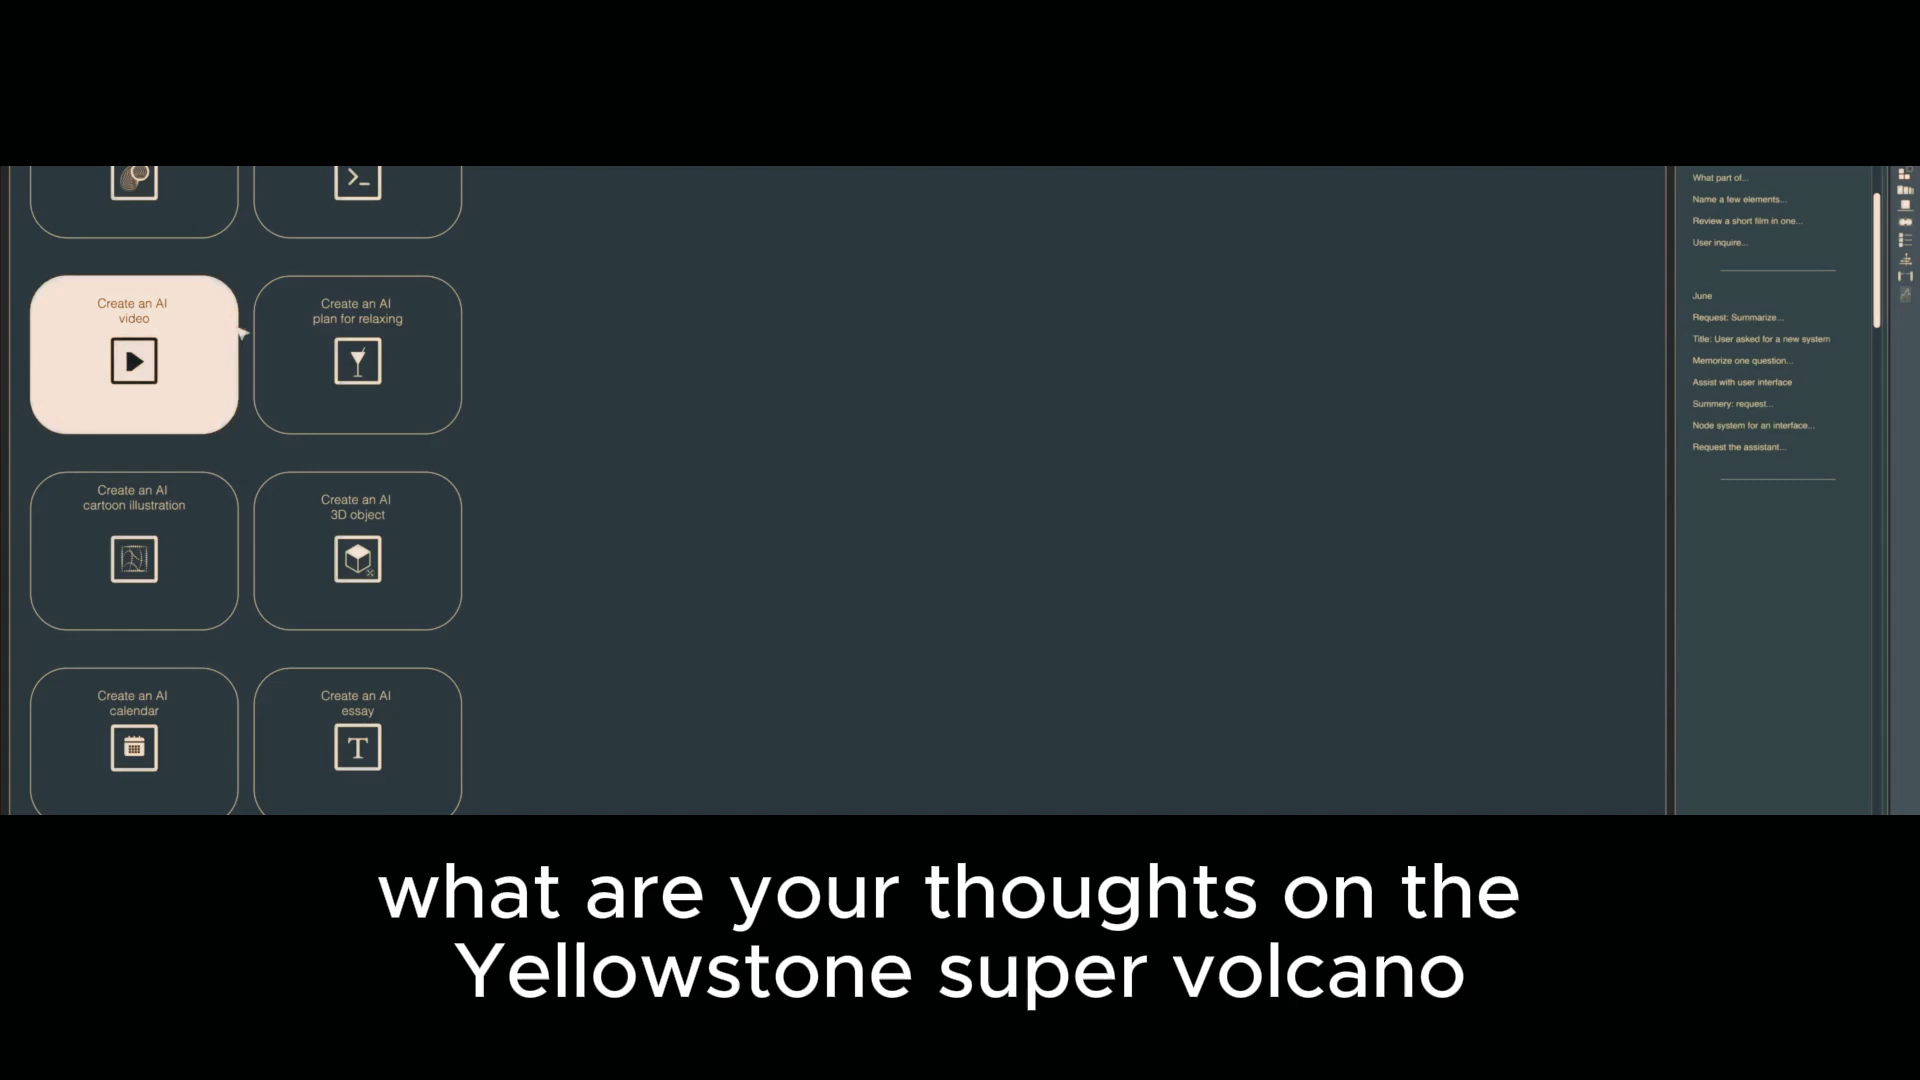 What part of...
Name a few elements...
Review a short film in one...
User inquire...
June
Request: Summarize...
Title: User asked for a new system
Memorize one question...
Assist with user interface
Summery: request...
Node system for an interface...
Request the assistant...
Create an AI
video
Create an AI
plan for relaxing
Create an AI
cartoon illustration
Create an AI
3D object
Create an AI
calendar
Create an AI
essay
T
what are your thoughts on the
Yellowstone super volcano